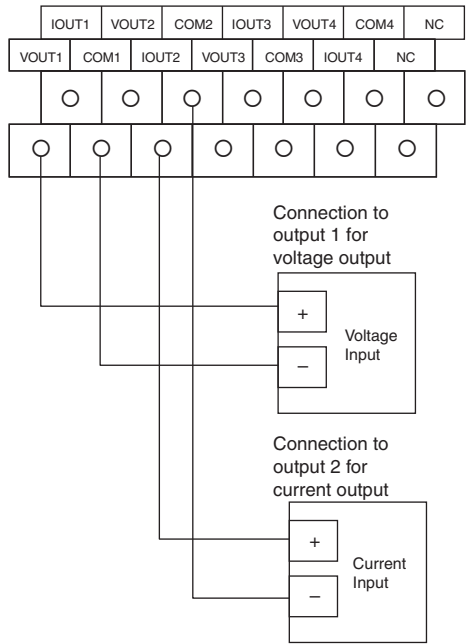 IOUT1 VOUT2 COM2 IOUT3 VOUT4 COM4 NC
VOUT1 COM1 IOUT2 VOUT3 COM3 IOUT4 NC
Connection to
output 1 for
voltage output
+
Voltage
Input
–
Connection to
output 2 for
current output
+
Current
Input
–